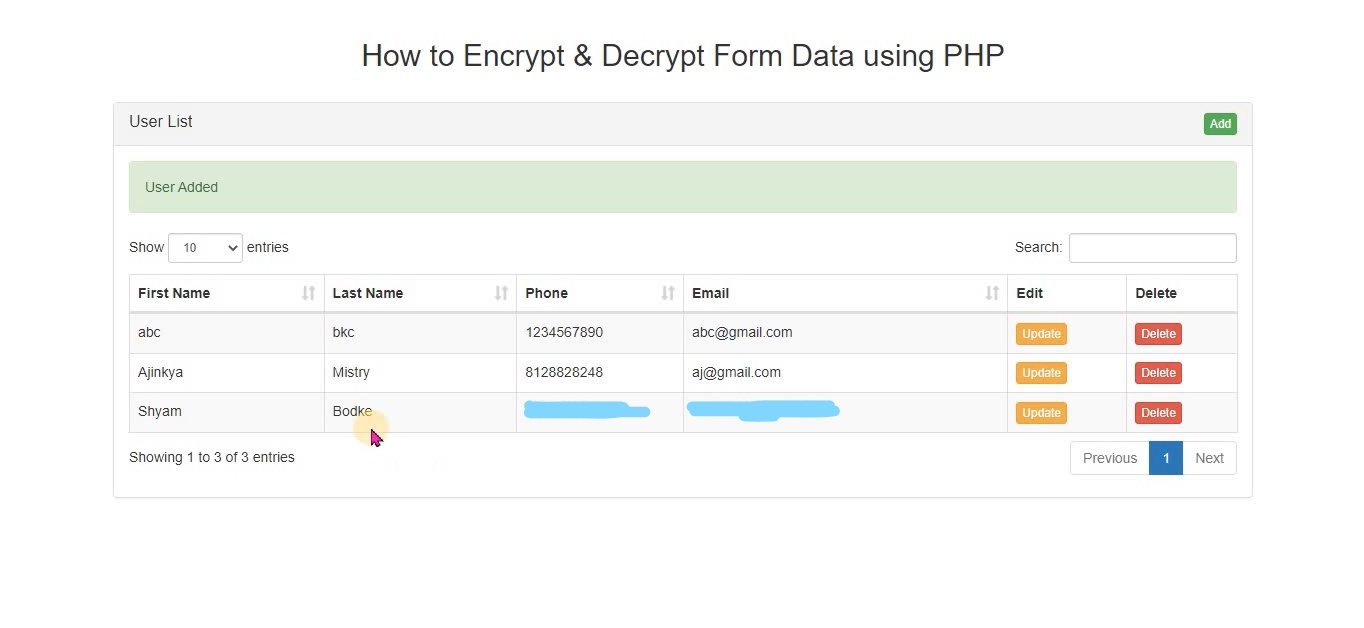 How to Encrypt & Decrypt Form Data using PHP
User List Add
User Added
Show 10 entries Search:
First Name Last Name Phone Email Edit Delete
abc bkc 1234567890 abc@gmail.com Update Delete
Ajinkya Mistry 8128828248 aj@gmail.com Update Delete
Shyam Bodke Update Delete
Showing 1 to 3 of 3 entries Previous 1 Next